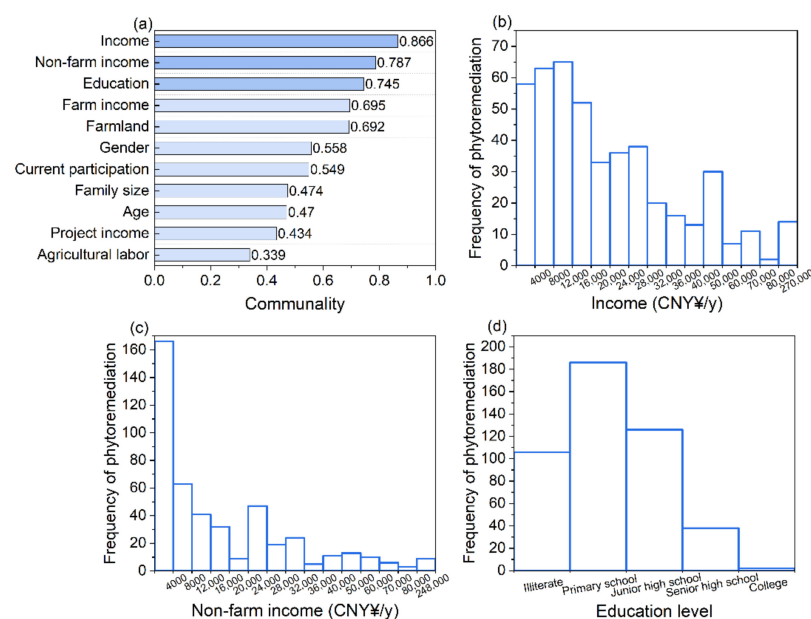 (a)
Income
0.866
Non-farm income
0.787
Education
0.745
Farm income
0.695
Farmland
0.692
Gender
0.558
Current participation
0.549
Family size
0.474
Age
0.47
Project income
0.434
Agricultural labor
0.339
0.0 0.2 0.4 0.6 0.8 1.0
Communality
(b)
Frequency of phytoremediation
70
60
50
40
30
20
10
0
4000 8000 12,000 16,000 20,000 24,000 28,000 32,000 36,000 40,000 50,000 60,000 70,000 80,000 270,000
Income (CNY¥/y)
(c)
Frequency of phytoremediation
160
140
120
100
80
60
40
20
0
4000 8000 12,000 16,000 20,000 24,000 28,000 32,000 36,000 40,000 50,000 60,000 70,000 80,000 248,000
Non-farm income (CNY¥/y)
(d)
Frequency of phytoremediation
200
180
160
140
120
100
80
60
40
20
0
Illiterate Primary school Junior high school Senior high school College
Education level